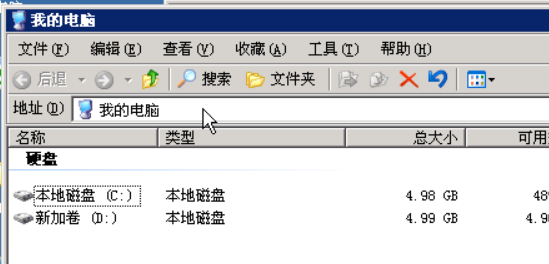 我的电脑
文件(F) 编辑(E) 查看(V) 收藏(A) 工具(T) 帮助(H)
后退 搜索 文件夹
地址(D) 我的电脑
名称 类型 总大小 可用
硬盘
本地磁盘 (C:) 本地磁盘 4.98 GB 48
新加卷 (D:) 本地磁盘 4.99 GB 4.9